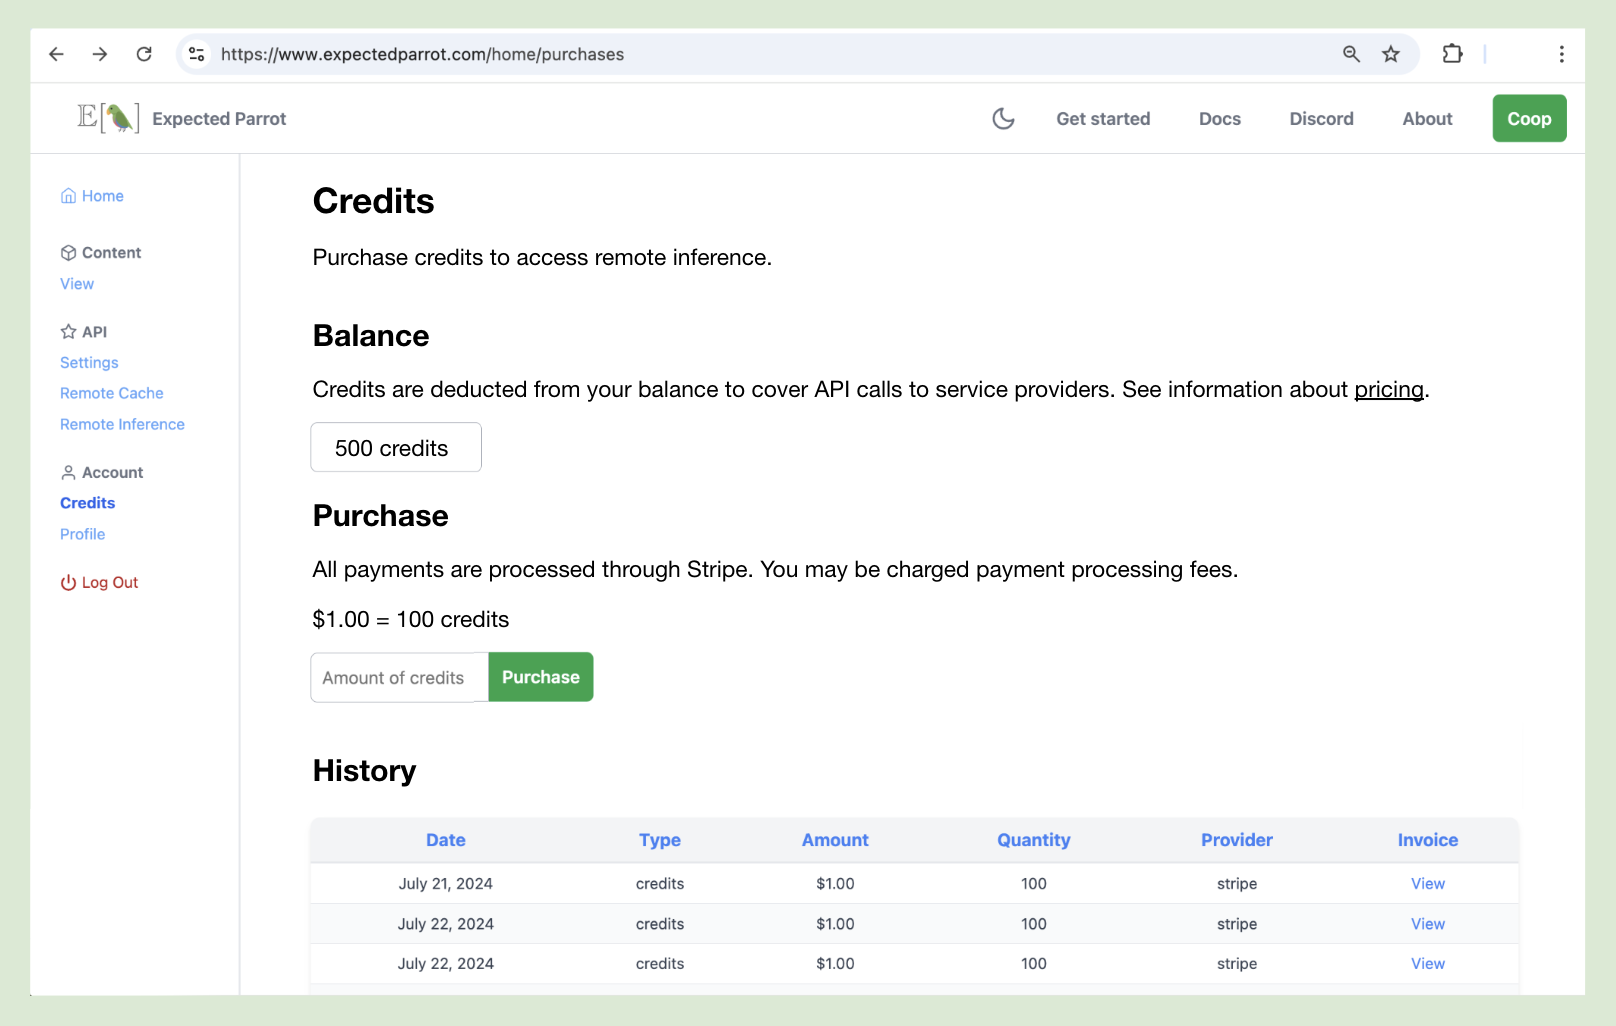 https://www.expectedparrot.com/home/purchases
E[ ] Expected Parrot
Get started Docs Discord About Coop
Home
Content
View
API
Settings
Remote Cache
Remote Inference
Account
Credits
Profile
Log Out
Credits
Purchase credits to access remote inference.
Balance
Credits are deducted from your balance to cover API calls to service providers. See information about pricing.
500 credits
Purchase
All payments are processed through Stripe. You may be charged payment processing fees.
$1.00 = 100 credits
Amount of credits Purchase
History
Date Type Amount Quantity Provider Invoice
July 21, 2024 credits $1.00 100 stripe View
July 22, 2024 credits $1.00 100 stripe View
July 22, 2024 credits $1.00 100 stripe View